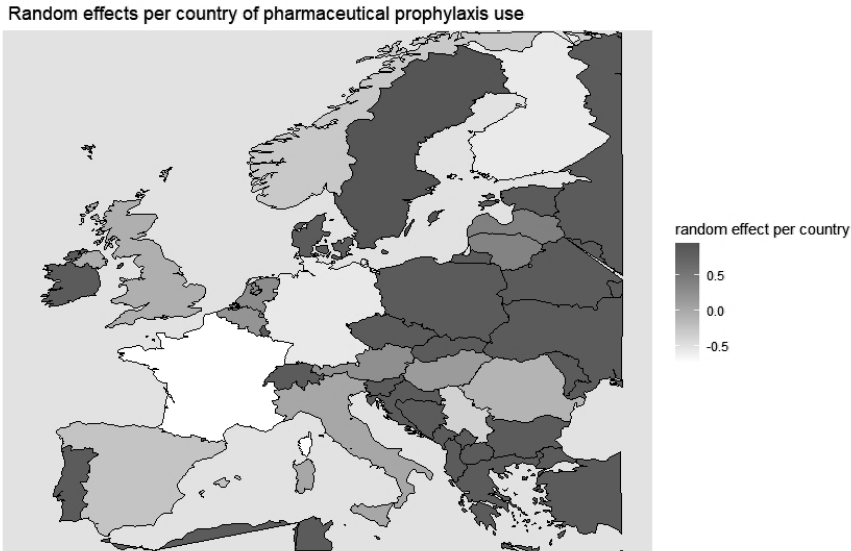 Random effects per country of pharmaceutical prophylaxis use
random effect per country
0.5
0.0
-0.5